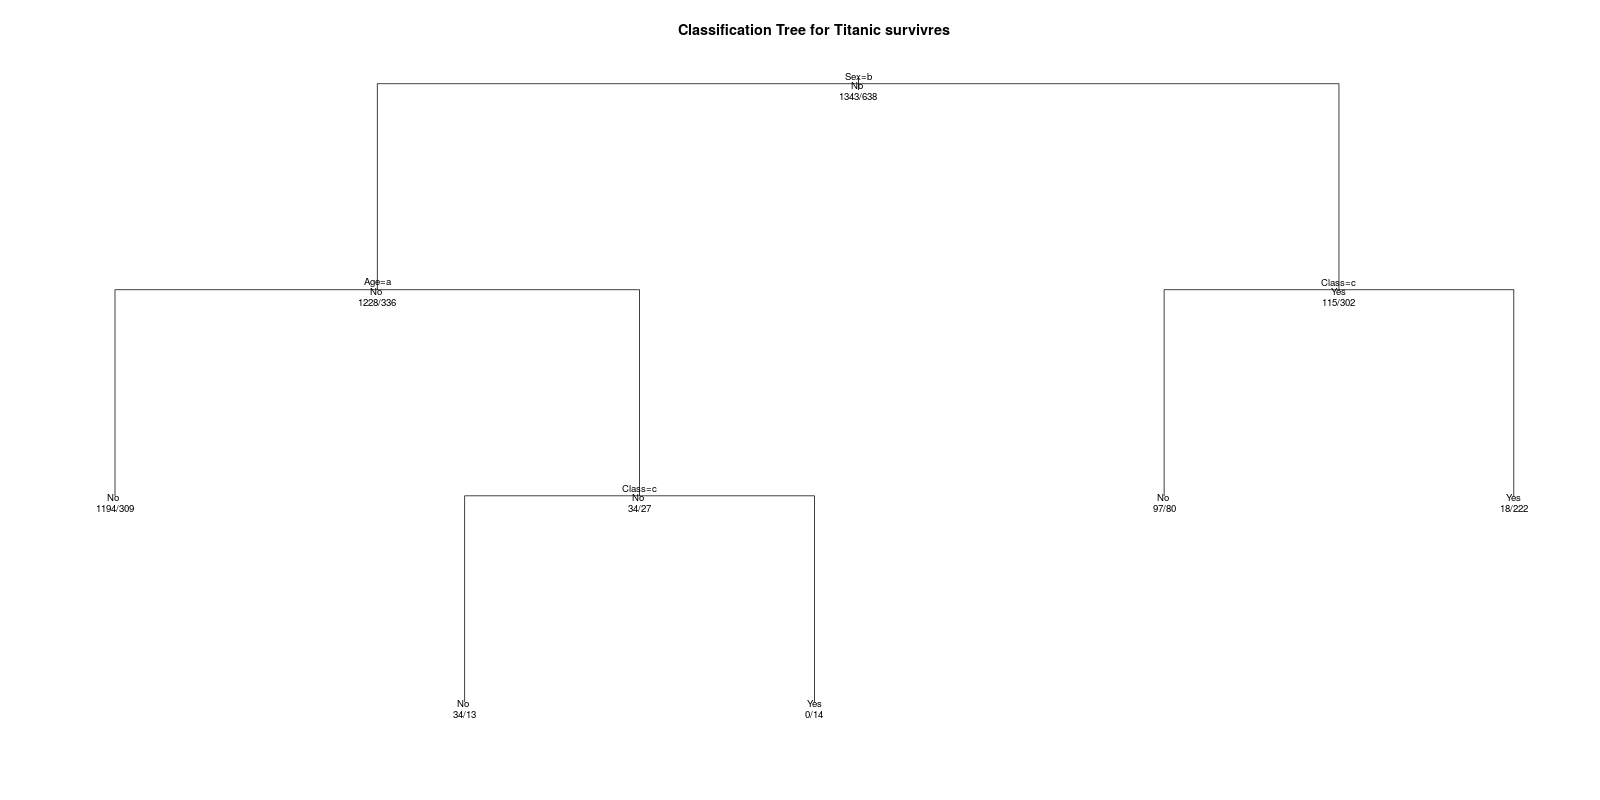 Classification Tree for Titanic survivres
Sex=b
No
1343/638
Age=a
No
1228/336
Class=c
Yes
115/302
No
1194/309
Class=c
No
34/27
No
97/80
Yes
18/222
No
34/13
Yes
0/14